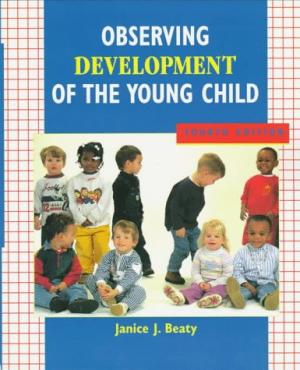 OBSERVING
DEVELOPMENT
OF THE YOUNG CHILD
FOURTH EDITION
Janice J. Beaty